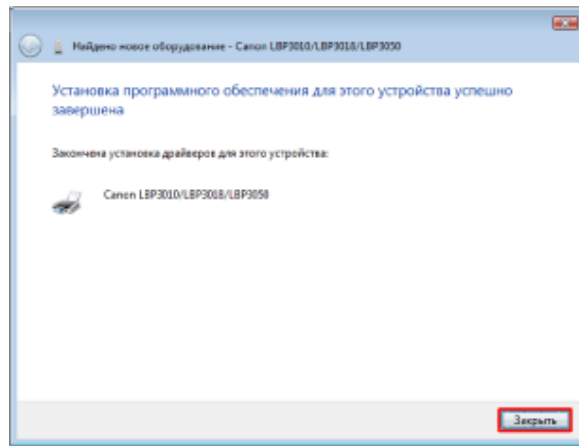 Найдено новое оборудование - Canon LBP3010/LBP3018/LBP3050
Установка программного обеспечения для этого устройства успешно
завершена
Закончена установка драйверов для этого устройства:
Canon LBP3010/LBP3018/LBP3050
Закрыть